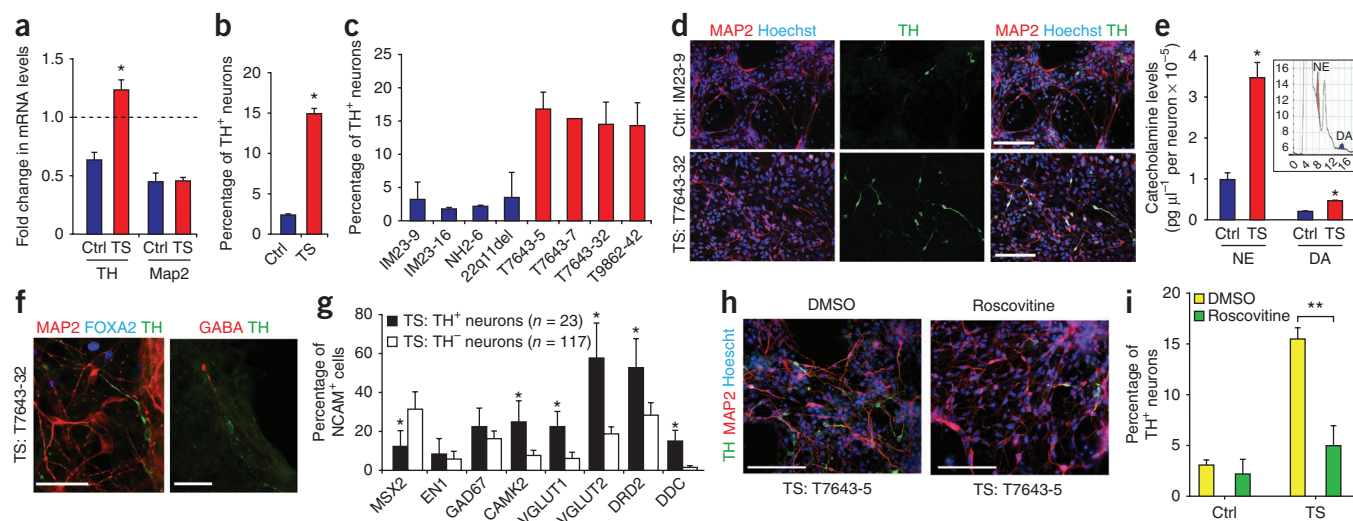 a
Fold change in mRNA levels
1.5
1.0
0.5
0
*
Ctrl TS Ctrl TS
TH Map2
b
Percentage of TH+ neurons
20
15
10
5
0
*
Ctrl
TS
c
Percentage of TH+ neurons
25
20
15
10
5
0
IM23-9
IM23-16
NH2-6
22q11del
T7643-5
T7643-7
T7643-32
T9862-42
d
MAP2 Hoechst
TH
MAP2 Hoechst TH
Ctrl: IM23-9
TS: T7643-32
e
Catecholamine levels
(pg μl−1 per neuron × 10−5)
4
3
2
1
0
*
*
Ctrl TS Ctrl TS
NE DA
16
14
12
10
8
6
NE
DA
0 4 8 12 16
f
MAP2 FOXA2 TH
GABA TH
TS: T7643-32
g
Percentage of
NCAM+ cells
80
60
40
20
0
TS: TH+ neurons (n = 23)
TS: TH− neurons (n = 117)
* * * * * *
MSX2
EN1
GAD67
CAMK2
VGLUT1
VGLUT2
DRD2
DDC
h
DMSO
Roscovitine
TH MAP2 Hoescht
TS: T7643-5
TS: T7643-5
i
DMSO
Roscovitine
Percentage of
TH+ neurons
20
15
10
5
0
**
Ctrl
TS